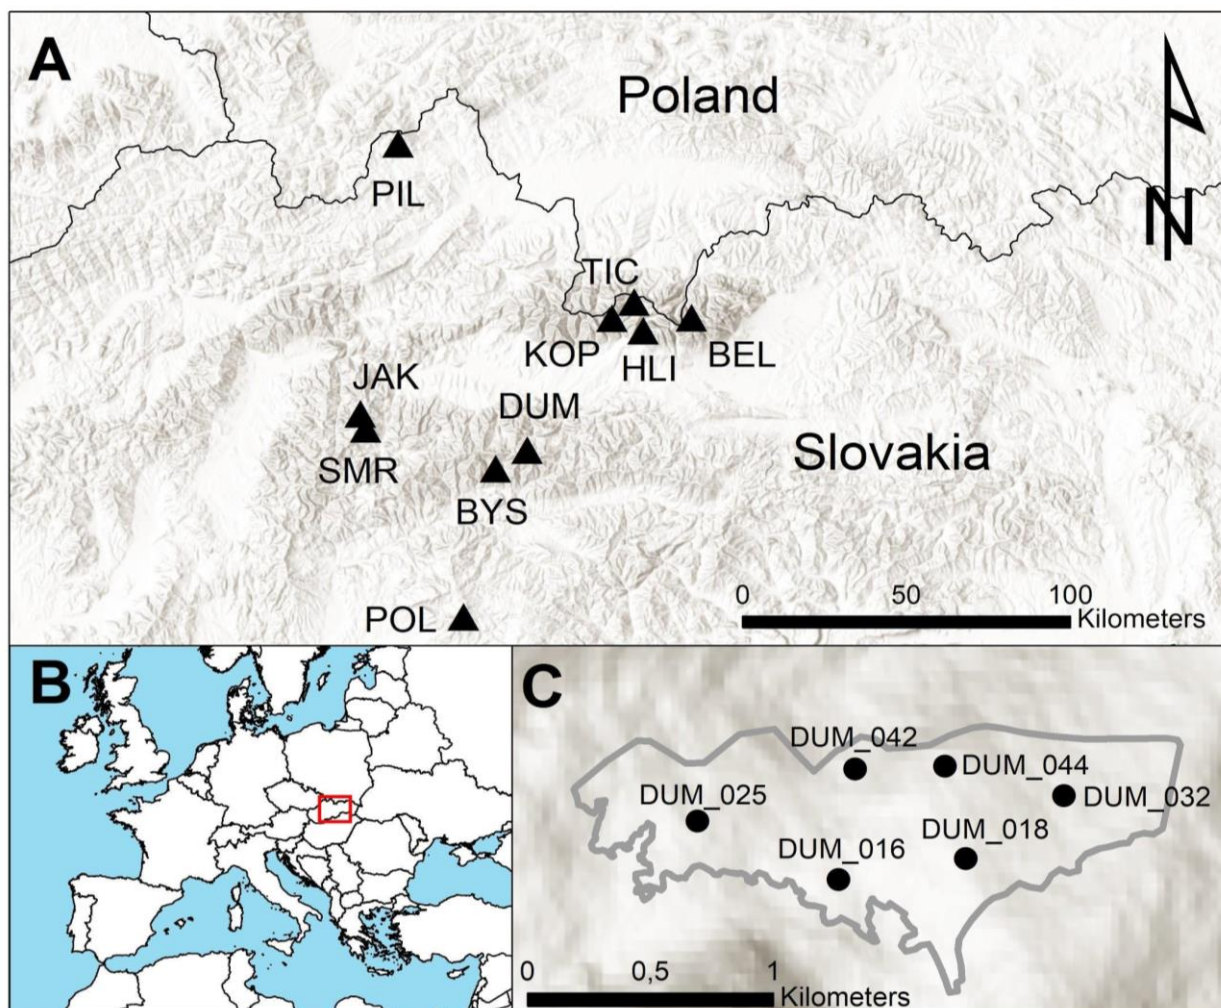 A
Poland
PIL
N
TIC
KOP
HLI
BEL
JAK
DUM
SMR
Slovakia
BYS
POL
0 50 100
Kilometers
B
C
DUM_042
DUM_044
DUM_025
DUM_032
DUM_018
DUM_016
0 0,5 1
Kilometers